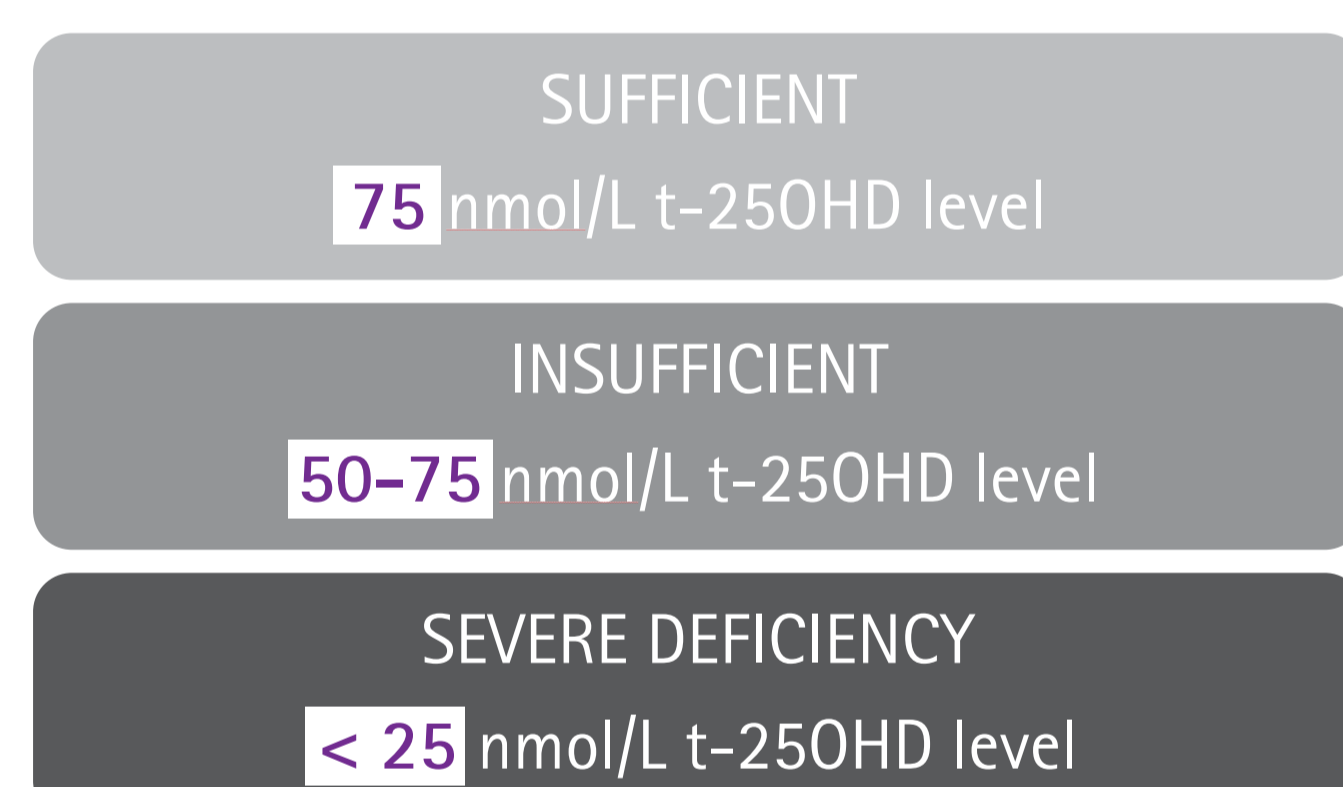 SUFFICIENT
75 nmol/L t-25OHD level
INSUFFICIENT
50-75 nmol/L t-25OHD level
SEVERE DEFICIENCY
< 25 nmol/L t-25OHD level